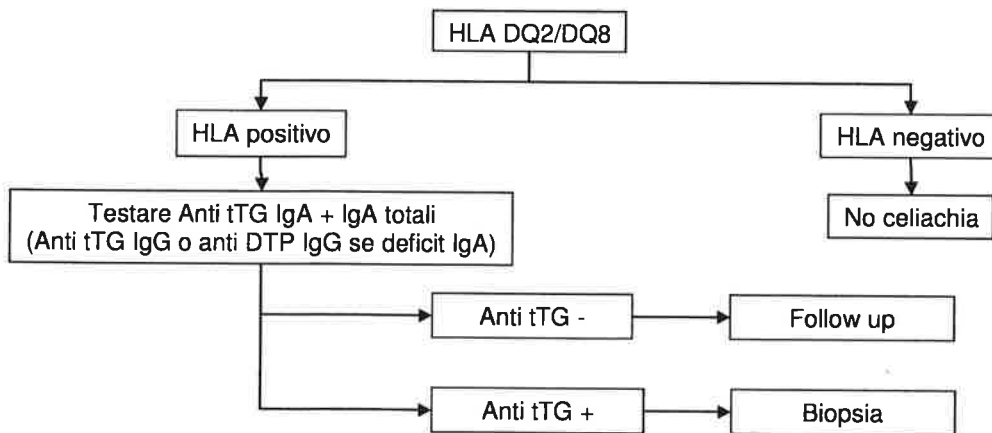 HLA DQ2/DQ8
HLA positivo
HLA negativo
Testare Anti tTG IgA + IgA totali
(Anti tTG IgG o anti DTP IgG se deficit IgA)
No celiachia
Anti tTG -
Follow up
Anti tTG +
Biopsia